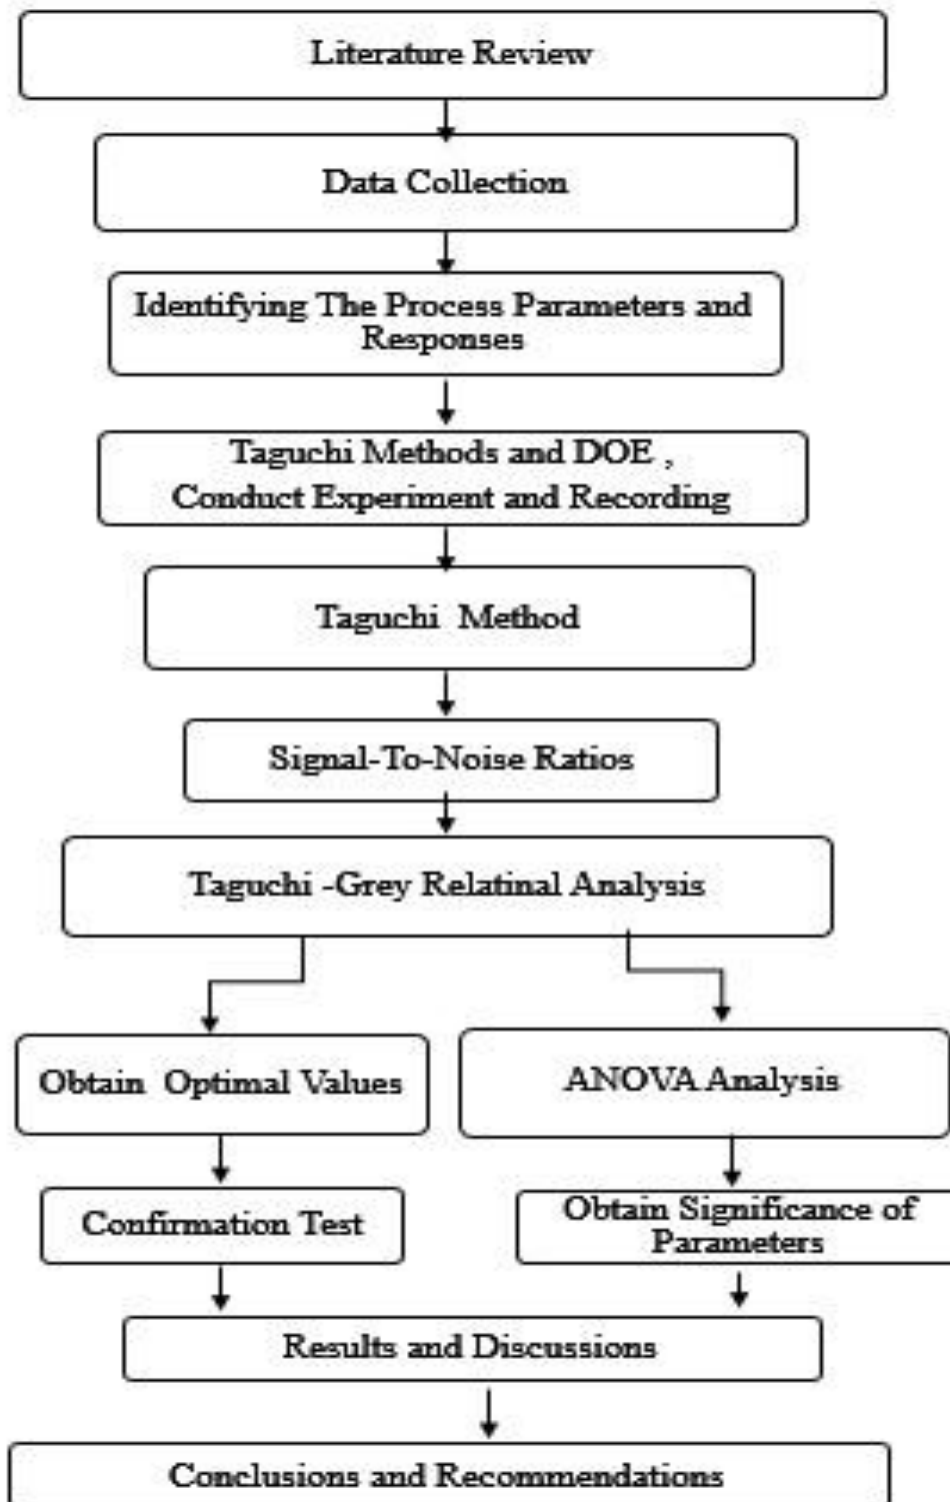 Literature Review
Data Collection
Identifying The Process Parameters and
Responses
Taguchi Methods and DOE ,
Conduct Experiment and Recording
Taguchi  Method
Signal-To-Noise Ratios
Taguchi -Grey Relatinal Analysis
Obtain  Optimal Values
ANOVA Analysis
Confirmation Test
Obtain Significance of
Parameters
Results and Discussions
Conclusions and Recommendations